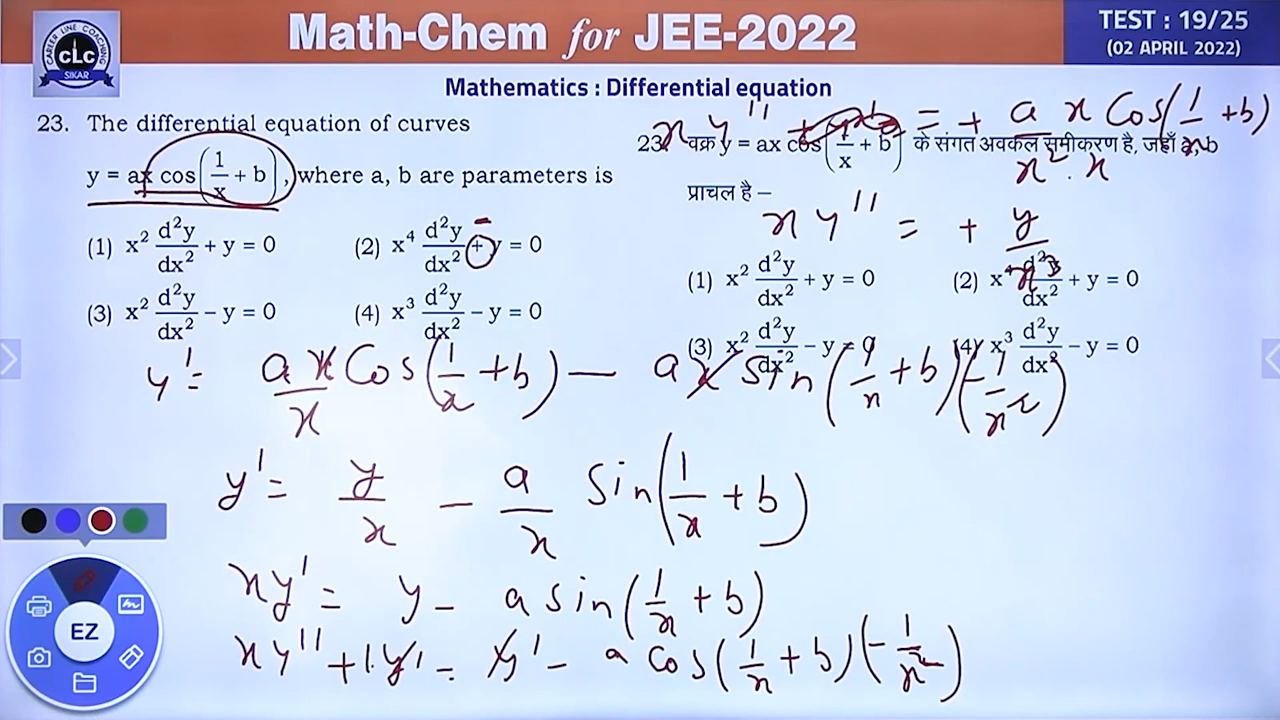 CAREER LINE COACHING
CLC
SIKAR
Math-Chem for JEE-2022
TEST : 19/25
(02 APRIL 2022)
Mathematics : Differential equation
23. The differential equation of curves
y = ax cos(1/x + b), where a, b are parameters is
(1) x² d²y/dx² + y = 0
(2) x⁴ d²y/dx² + y = 0
(3) x² d²y/dx² − y = 0
(4) x³ d²y/dx² − y = 0
x y'' = + a x Cos(1/x + b) / x² . x
23. वक्र y = ax cos(1/x + b) के संगत अवकल समीकरण है, जहाँ a, b
प्राचल है –
x y'' = + y / x³
(1) x² d²y/dx² + y = 0
(2) x⁴ d²y/dx² + y = 0
(3) x² d²y/dx² − y = 0
(4) x³ d²y/dx² − y = 0
y' = ax/x Cos(1/x + b) − a x sin(1/x + b)(−1/x²)
y' = y/x − a/x Sin(1/x + b)
xy' = y − a sin(1/x + b)
xy'' + 1.y' = y' − a cos(1/x + b)(−1/x²)
EZ